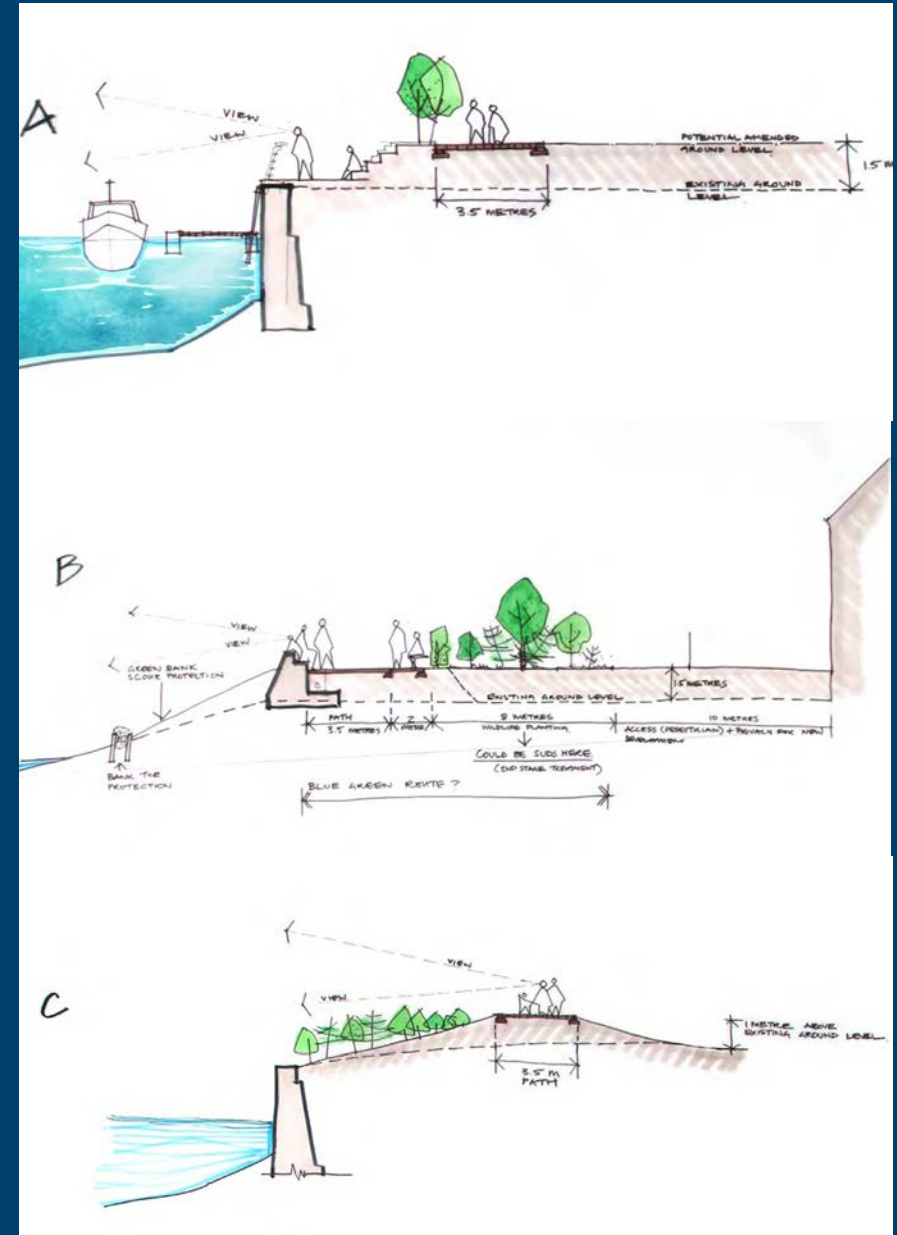 A
VIEW
VIEW
POTENTIAL AMENDED
GROUND LEVEL
1.5 M
EXISTING GROUND
LEVEL
3.5 METRES
B
VIEW
VIEW
GREEN BANK
SCOUR PROTECTION
EXISTING GROUND LEVEL
1.5 METRES
PATH
3.5 METRES
2
8 METRES
WILDLIFE PLANTING
10 METRES
ACCESS (PEDESTRIAN) + PRIVACY FOR NEW
DEVELOPMENT
COULD BE SUDS HERE
(2ND STAGE TREATMENT)
BANK TOE
PROTECTION
BLUE GREEN ROUTE?
C
VIEW
VIEW
1 METRE ABOVE
EXISTING GROUND LEVEL
3.5 M
PATH